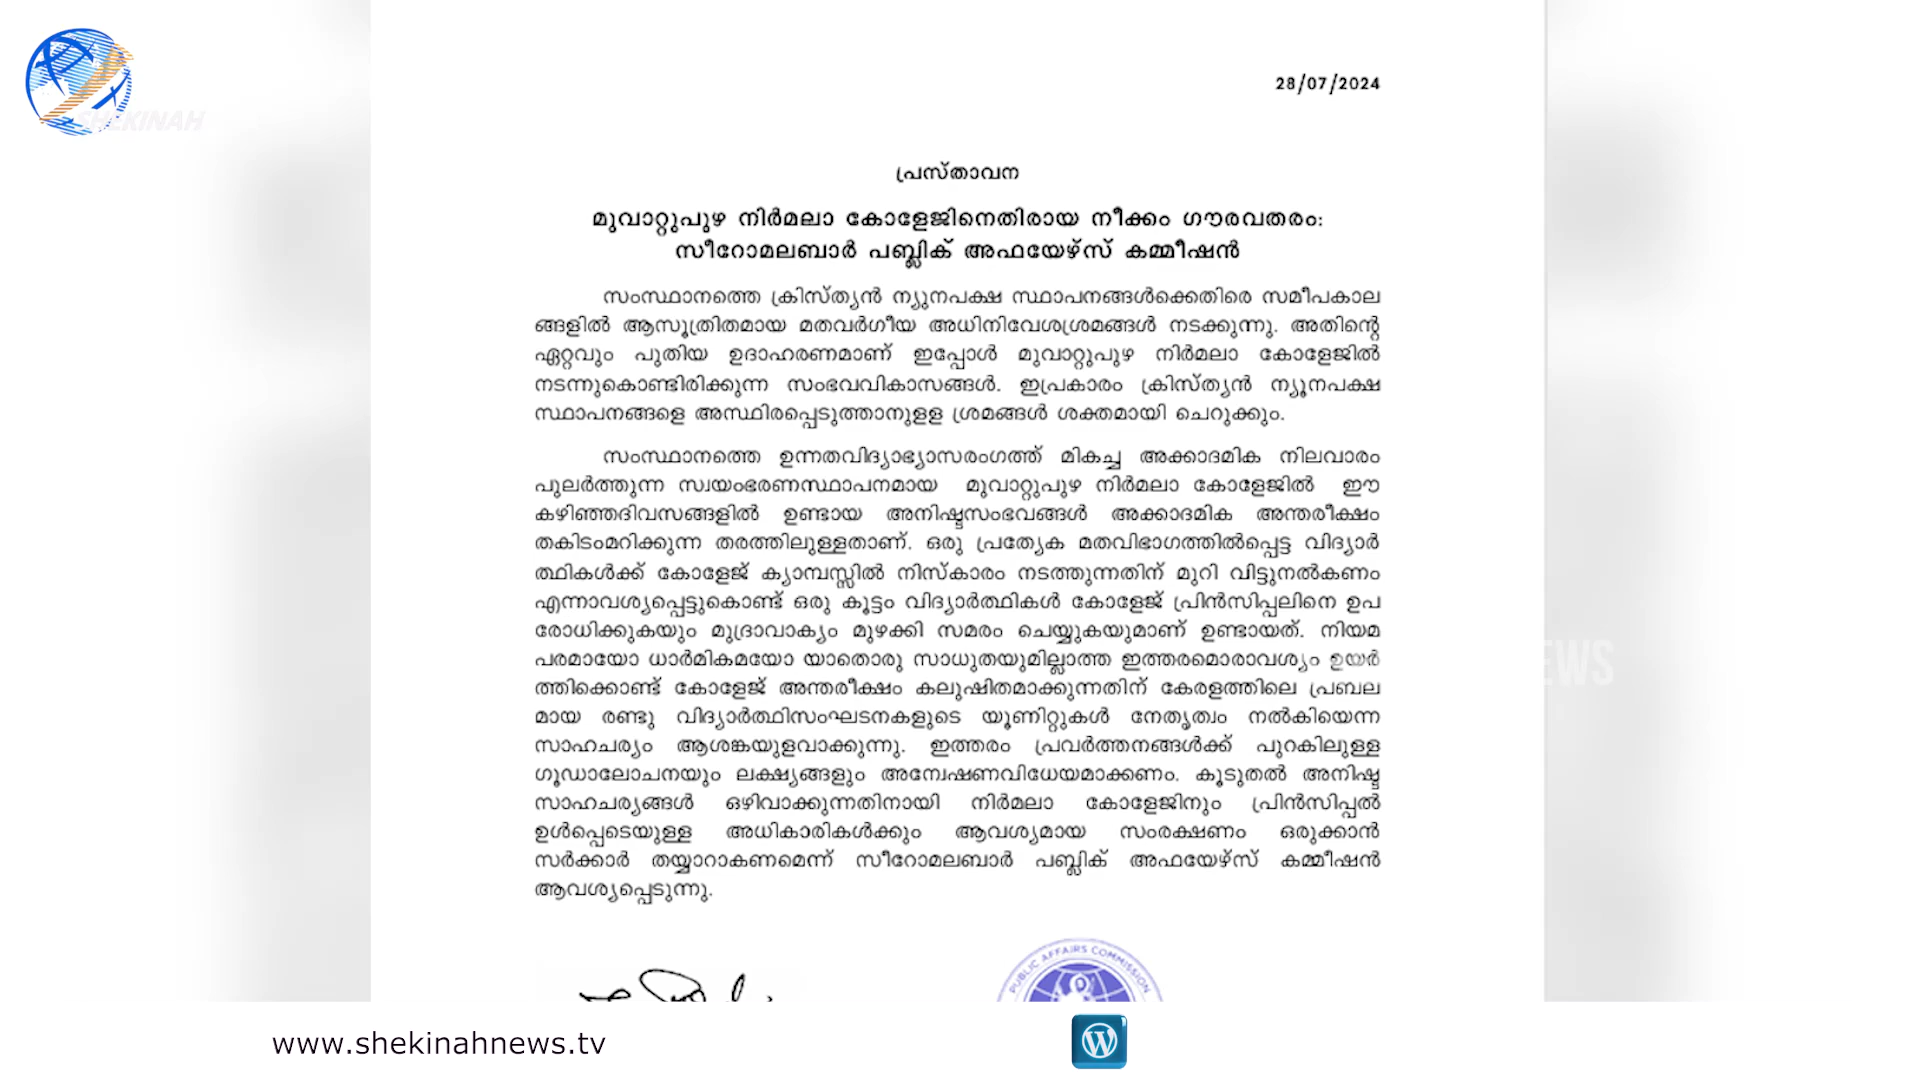 SHEKINAH
28/07/2024
പ്രസ്താവന
മുവാറ്റുപുഴ നിർമലാ കോളേജിനെതിരായ നീക്കം ഗൗരവതരം:
സീറോമലബാർ പബ്ലിക് അഫയേഴ്സ് കമ്മീഷൻ
സംസ്ഥാനത്തെ ക്രിസ്ത്യൻ ന്യുനപക്ഷ സ്ഥാപനങ്ങൾക്കെതിരെ സമീപകാല
ങ്ങളിൽ ആസൂത്രിതമായ മതവർഗീയ അധിനിവേശശ്രമങ്ങൾ നടക്കുന്നു. അതിന്റെ
ഏറ്റവും പുതിയ ഉദാഹരണമാണ് ഇപ്പോൾ മുവാറ്റുപുഴ നിർമലാ കോളേജിൽ
നടന്നുകൊണ്ടിരിക്കുന്ന സംഭവവികാസങ്ങൾ. ഇപ്രകാരം ക്രിസ്ത്യൻ ന്യൂനപക്ഷ
സ്ഥാപനങ്ങളെ അസ്ഥിരപ്പെടുത്താനുളള ശ്രമങ്ങൾ ശക്തമായി ചെറുക്കും.
സംസ്ഥാനത്തെ ഉന്നതവിദ്യാഭ്യാസരംഗത്ത് മികച്ച അക്കാദമിക നിലവാരം
പുലർത്തുന്ന സ്വയംഭരണസ്ഥാപനമായ മുവാറ്റുപുഴ നിർമലാ കോളേജിൽ ഈ
കഴിഞ്ഞദിവസങ്ങളിൽ ഉണ്ടായ അനിഷ്ടസംഭവങ്ങൾ അക്കാദമിക അന്തരീക്ഷം
തകിടംമറിക്കുന്ന തരത്തിലുള്ളതാണ്. ഒരു പ്രത്യേക മതവിഭാഗത്തിൽപ്പെട്ട വിദ്യാർ
ത്ഥികൾക്ക് കോളേജ് ക്യാമ്പസ്സിൽ നിസ്കാരം നടത്തുന്നതിന് മുറി വിട്ടുനൽകണം
എന്നാവശ്യപ്പെട്ടുകൊണ്ട് ഒരു കൂട്ടം വിദ്യാർത്ഥികൾ കോളേജ് പ്രിൻസിപ്പലിനെ ഉപ
രോധിക്കുകയും മുദ്രാവാക്യം മുഴക്കി സമരം ചെയ്യുകയുമാണ് ഉണ്ടായത്. നിയമ
പരമായോ ധാർമികമയോ യാതൊരു സാധുതയുമില്ലാത്ത ഇത്തരമൊരാവശ്യം ഉയർ
ത്തിക്കൊണ്ട് കോളേജ് അന്തരീക്ഷം കലുഷിതമാക്കുന്നതിന് കേരളത്തിലെ പ്രബല
മായ രണ്ടു വിദ്യാർത്ഥിസംഘടനകളുടെ യൂണിറ്റുകൾ നേതൃത്വം നൽകിയെന്ന
സാഹചര്യം ആശങ്കയുളവാക്കുന്നു. ഇത്തരം പ്രവർത്തനങ്ങൾക്ക് പുറകിലുള്ള
ഗൂഡാലോചനയും ലക്ഷ്യങ്ങളും അന്വേഷണവിധേയമാക്കണം. കൂടുതൽ അനിഷ്ട
സാഹചര്യങ്ങൾ ഒഴിവാക്കുന്നതിനായി നിർമലാ കോളേജിനും പ്രിൻസിപ്പൽ
ഉൾപ്പെടെയുള്ള അധികാരികൾക്കും ആവശ്യമായ സംരക്ഷണം ഒരുക്കാൻ
സർക്കാർ തയ്യാറാകണമെന്ന് സീറോമലബാർ പബ്ലിക് അഫയേഴ്സ് കമ്മീഷൻ
ആവശ്യപ്പെടുന്നു.
EWS
PUBLIC AFFAIRS COMMISSION
www.shekinahnews.tv